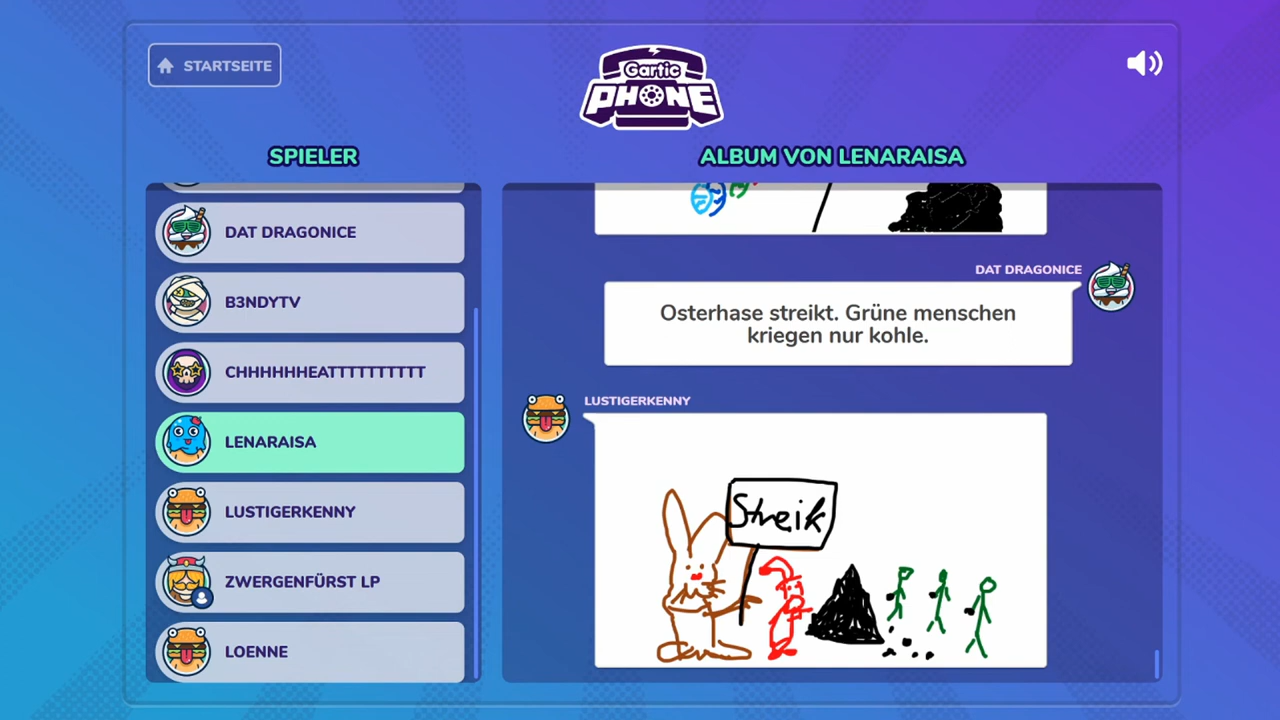 STARTSEITE
Gartic
PHONE
SPIELER
ALBUM VON LENARAISA
DAT DRAGONICE
B3NDYTV
CHHHHHHEATTTTTTTTTT
LENARAISA
LUSTIGERKENNY
ZWERGENFÜRST LP
LOENNE
DAT DRAGONICE
Osterhase streikt. Grüne menschen
kriegen nur kohle.
LUSTIGERKENNY
Streik